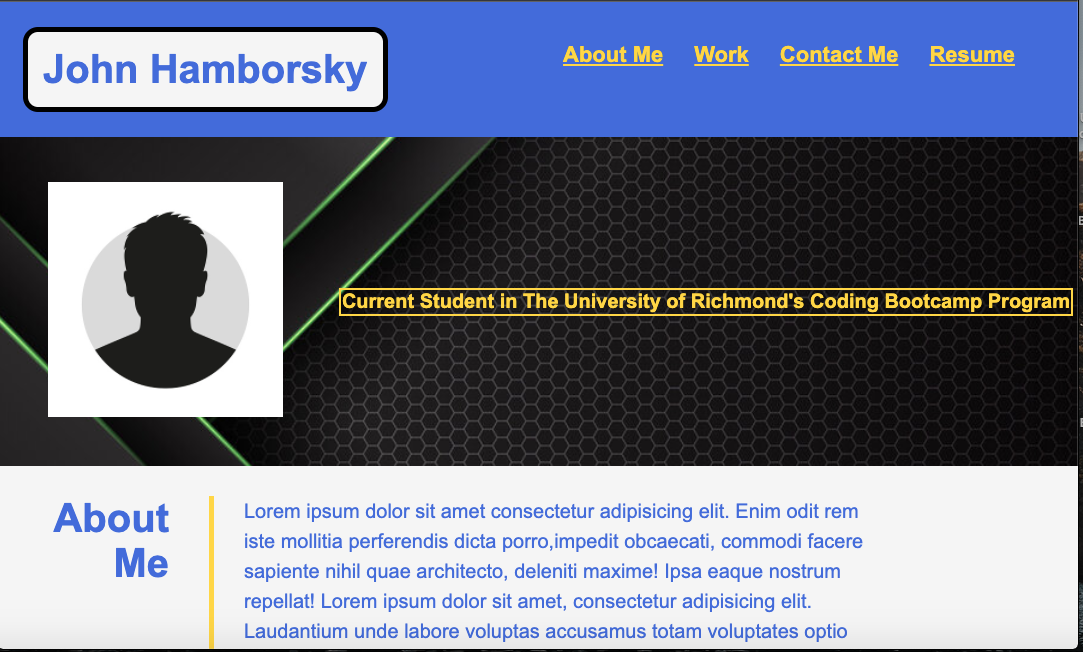 John Hamborsky
About Me Work Contact Me Resume
Current Student in The University of Richmond's Coding Bootcamp Program
About
Me
Lorem ipsum dolor sit amet consectetur adipisicing elit. Enim odit rem
iste mollitia perferendis dicta porro,impedit obcaecati, commodi facere
sapiente nihil quae architecto, deleniti maxime! Ipsa eaque nostrum
repellat! Lorem ipsum dolor sit amet, consectetur adipisicing elit.
Laudantium unde labore voluptas accusamus totam voluptates optio